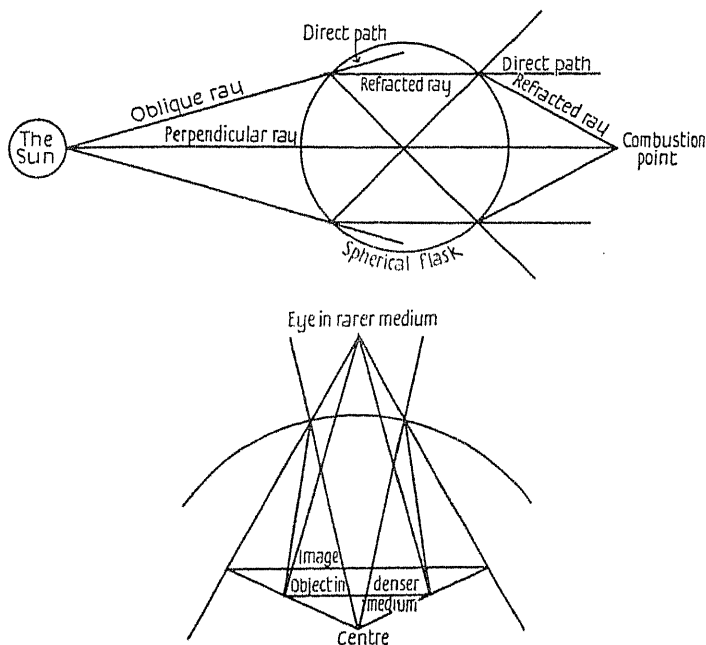 Direct path
Direct path
Oblique ray
Refracted ray
Refracted ray
The
Sun
Perpendicular ray
Combustion
point
Spherical flask
Eye in rarer medium
Image
Object in denser
medium
Centre